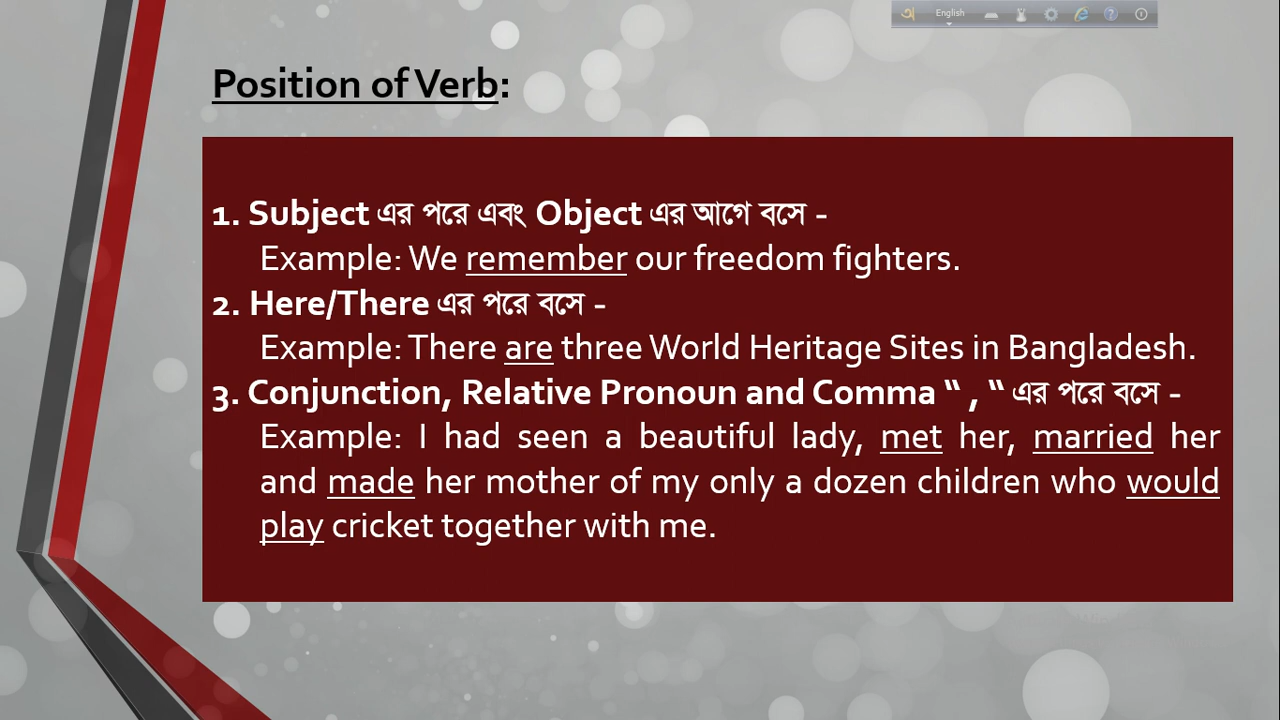 অ English
Position of Verb:
1. Subject এর পরে এবং Object এর আগে বসে -
Example: We remember our freedom fighters.
2. Here/There এর পরে বসে -
Example: There are three World Heritage Sites in Bangladesh.
3. Conjunction, Relative Pronoun and Comma “ , “ এর পরে বসে -
Example: I had seen a beautiful lady, met her, married her
and made her mother of my only a dozen children who would
play cricket together with me.